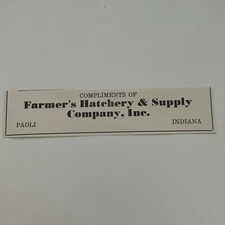 COMPLIMENTS OF
Farmer's Hatchery & Supply
Company, Inc.
PAOLI INDIANA